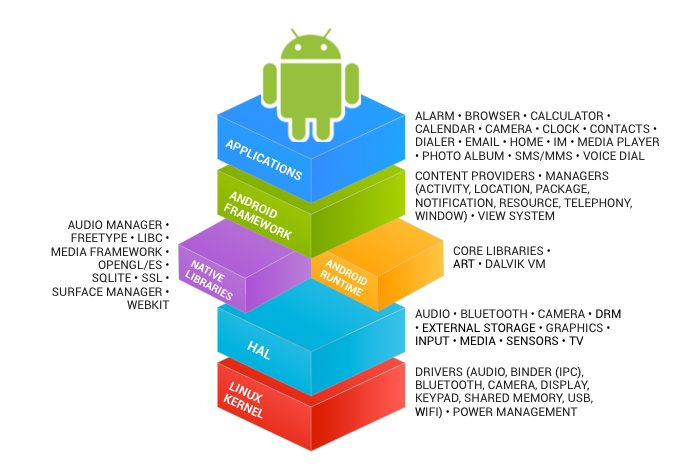 ALARM • BROWSER • CALCULATOR •
CALENDAR • CAMERA • CLOCK • CONTACTS •
DIALER • EMAIL • HOME • IM • MEDIA PLAYER
• PHOTO ALBUM • SMS/MMS • VOICE DIAL
APPLICATIONS
CONTENT PROVIDERS • MANAGERS
(ACTIVITY, LOCATION, PACKAGE,
NOTIFICATION, RESOURCE, TELEPHONY,
WINDOW) • VIEW SYSTEM
ANDROID
FRAMEWORK
AUDIO MANAGER •
FREETYPE • LIBC •
MEDIA FRAMEWORK •
OPENGL/ES •
SQLITE • SSL •
SURFACE MANAGER •
WEBKIT
NATIVE
LIBRARIES
ANDROID
RUNTIME
CORE LIBRARIES •
ART • DALVIK VM
HAL
AUDIO • BLUETOOTH • CAMERA • DRM
• EXTERNAL STORAGE • GRAPHICS •
INPUT • MEDIA • SENSORS • TV
LINUX
KERNEL
DRIVERS (AUDIO, BINDER (IPC),
BLUETOOTH, CAMERA, DISPLAY,
KEYPAD, SHARED MEMORY, USB,
WIFI) • POWER MANAGEMENT